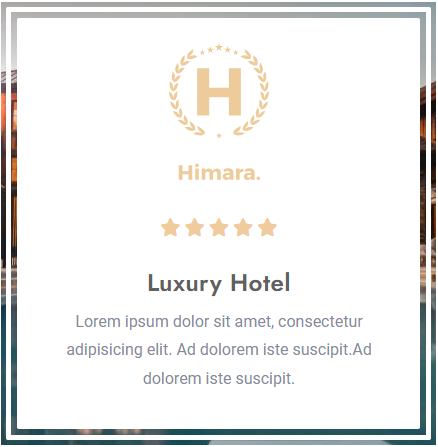 H
Himara.
Luxury Hotel
Lorem ipsum dolor sit amet, consectetur
adipisicing elit. Ad dolorem iste suscipit.Ad
dolorem iste suscipit.